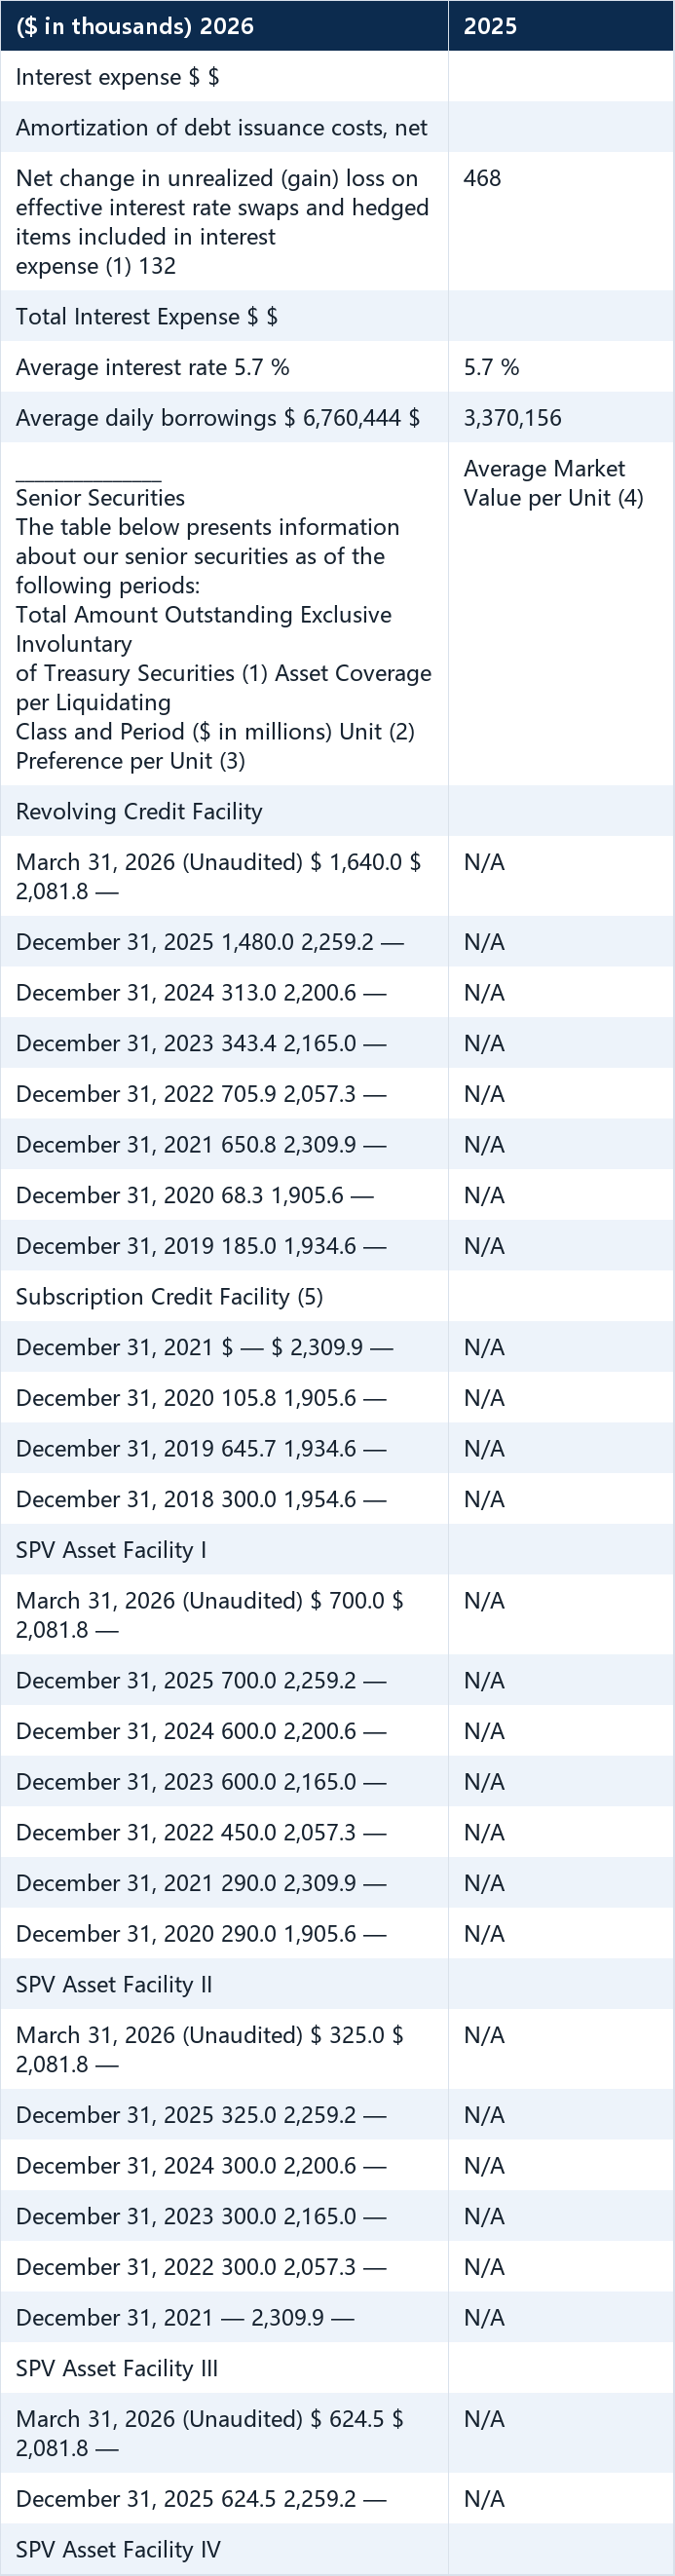 ($ in thousands) 2026 2025
Interest expense $ $
Amortization of debt issuance costs, net
Net change in unrealized (gain) loss on 468
effective interest rate swaps and hedged
items included in interest
expense (1) 132
Total Interest Expense $ $
Average interest rate 5.7 % 5.7 %
Average daily borrowings $ 6,760,444 $ 3,370,156
_______________ Average Market
Senior Securities Value per Unit (4)
The table below presents information
about our senior securities as of the
following periods:
Total Amount Outstanding Exclusive
Involuntary
of Treasury Securities (1) Asset Coverage
per Liquidating
Class and Period ($ in millions) Unit (2)
Preference per Unit (3)
Revolving Credit Facility
March 31, 2026 (Unaudited) $ 1,640.0 $ N/A
2,081.8 —
December 31, 2025 1,480.0 2,259.2 — N/A
December 31, 2024 313.0 2,200.6 — N/A
December 31, 2023 343.4 2,165.0 — N/A
December 31, 2022 705.9 2,057.3 — N/A
December 31, 2021 650.8 2,309.9 — N/A
December 31, 2020 68.3 1,905.6 — N/A
December 31, 2019 185.0 1,934.6 — N/A
Subscription Credit Facility (5)
December 31, 2021 $ — $ 2,309.9 — N/A
December 31, 2020 105.8 1,905.6 — N/A
December 31, 2019 645.7 1,934.6 — N/A
December 31, 2018 300.0 1,954.6 — N/A
SPV Asset Facility I
March 31, 2026 (Unaudited) $ 700.0 $ N/A
2,081.8 —
December 31, 2025 700.0 2,259.2 — N/A
December 31, 2024 600.0 2,200.6 — N/A
December 31, 2023 600.0 2,165.0 — N/A
December 31, 2022 450.0 2,057.3 — N/A
December 31, 2021 290.0 2,309.9 — N/A
December 31, 2020 290.0 1,905.6 — N/A
SPV Asset Facility II
March 31, 2026 (Unaudited) $ 325.0 $ N/A
2,081.8 —
December 31, 2025 325.0 2,259.2 — N/A
December 31, 2024 300.0 2,200.6 — N/A
December 31, 2023 300.0 2,165.0 — N/A
December 31, 2022 300.0 2,057.3 — N/A
December 31, 2021 — 2,309.9 — N/A
SPV Asset Facility III
March 31, 2026 (Unaudited) $ 624.5 $ N/A
2,081.8 —
December 31, 2025 624.5 2,259.2 — N/A
SPV Asset Facility IV